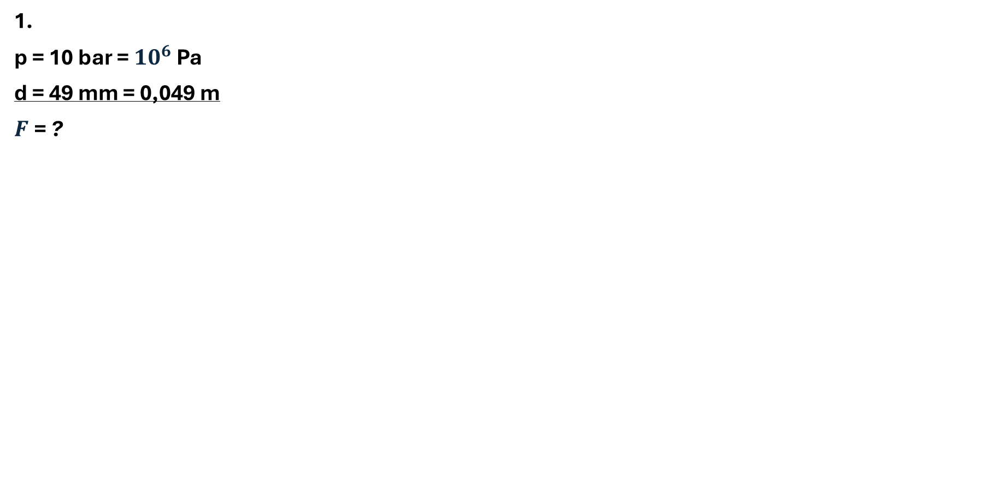 1.
p = 10 bar = 10⁶ Pa
d = 49 mm = 0,049 m
F = ?